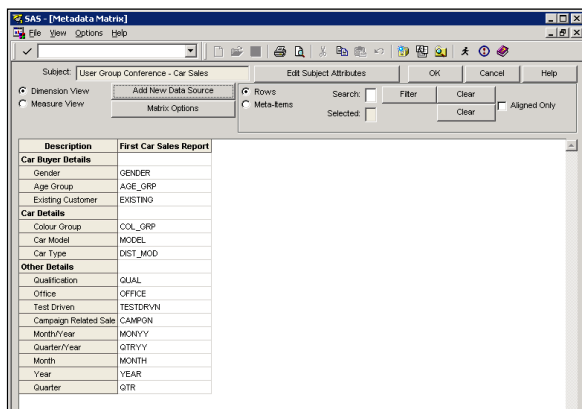 SAS - [Metadata Matrix]
File View Options Help
Subject: User Group Conference - Car Sales Edit Subject Attributes OK Cancel Help
Dimension View Add New Data Source Rows Search: Filter Clear
Measure View Matrix Options Meta-Items Selected: Clear Aligned Only
Description First Car Sales Report
Car Buyer Details
Gender GENDER
Age Group AGE_GRP
Existing Customer EXISTING
Car Details
Colour Group COL_GRP
Car Model MODEL
Car Type DIST_MOD
Other Details
Qualification QUAL
Office OFFICE
Test Driven TESTDRVN
Campaign Related Sale CAMPGN
Month/Year MONYY
Quarter/Year QTRYY
Month MONTH
Year YEAR
Quarter QTR